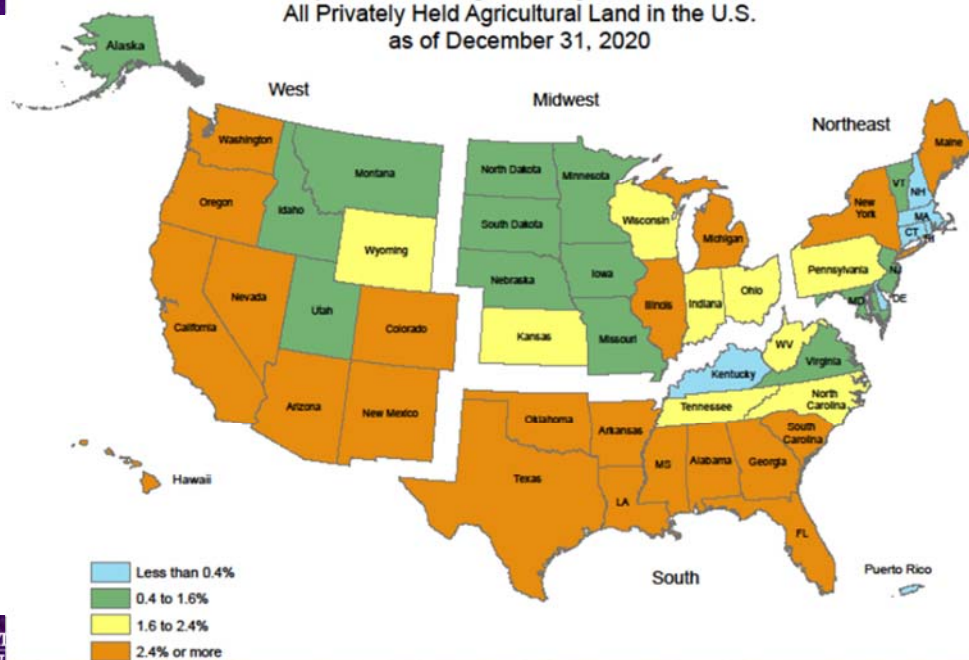 All Privately Held Agricultural Land in the U.S.
as of December 31, 2020
Alaska
West
Midwest
Northeast
Washington
Montana
North Dakota
Minnesota
Maine
VT
NH
Oregon
Idaho
South Dakota
Wisconsin
Michigan
New
York
MA
CT
RI
Wyoming
Nebraska
Iowa
Pennsylvania
NJ
Nevada
Utah
Colorado
Kansas
Missouri
Illinois
Indiana
Ohio
MD
DE
California
WV
Virginia
Kentucky
Arizona
New Mexico
Oklahoma
Arkansas
Tennessee
North
Carolina
South
Carolina
Texas
LA
MS
Alabama
Georgia
FL
Hawaii
South
Puerto Rico
Less than 0.4%
0.4 to 1.6%
1.6 to 2.4%
2.4% or more